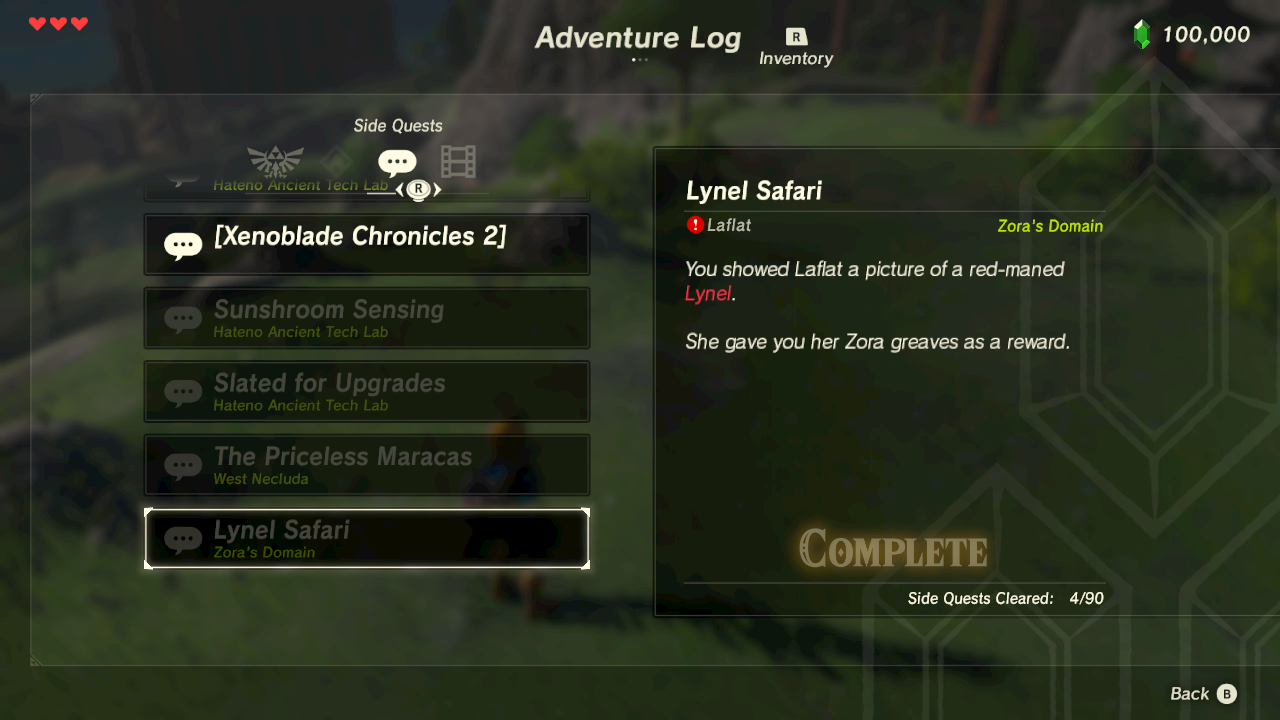 Adventure Log
R
Inventory
100,000
Side Quests
R
Hateno Ancient Tech Lab
[Xenoblade Chronicles 2]
Sunshroom Sensing
Hateno Ancient Tech Lab
Slated for Upgrades
Hateno Ancient Tech Lab
The Priceless Maracas
West Necluda
Lynel Safari
Zora's Domain
Lynel Safari
! Laflat
Zora's Domain
You showed Laflat a picture of a red-maned
Lynel.
She gave you her Zora greaves as a reward.
COMPLETE
Side Quests Cleared: 4/90
Back B